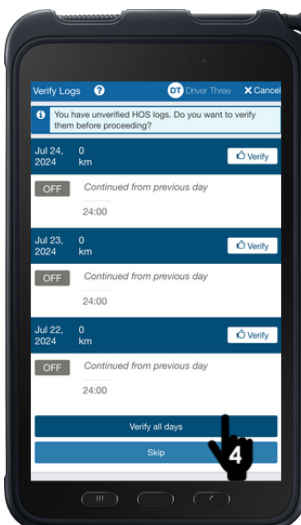 Verify Logs ? DT Driver Three ✕ Cancel
You have unverified HOS logs. Do you want to verify
them before proceeding?
Jul 24, 0
2024 km
Verify
OFF Continued from previous day
24:00
Jul 23, 0
2024 km
Verify
OFF Continued from previous day
24:00
Jul 22, 0
2024 km
Verify
OFF Continued from previous day
24:00
Verify all days
Skip
4